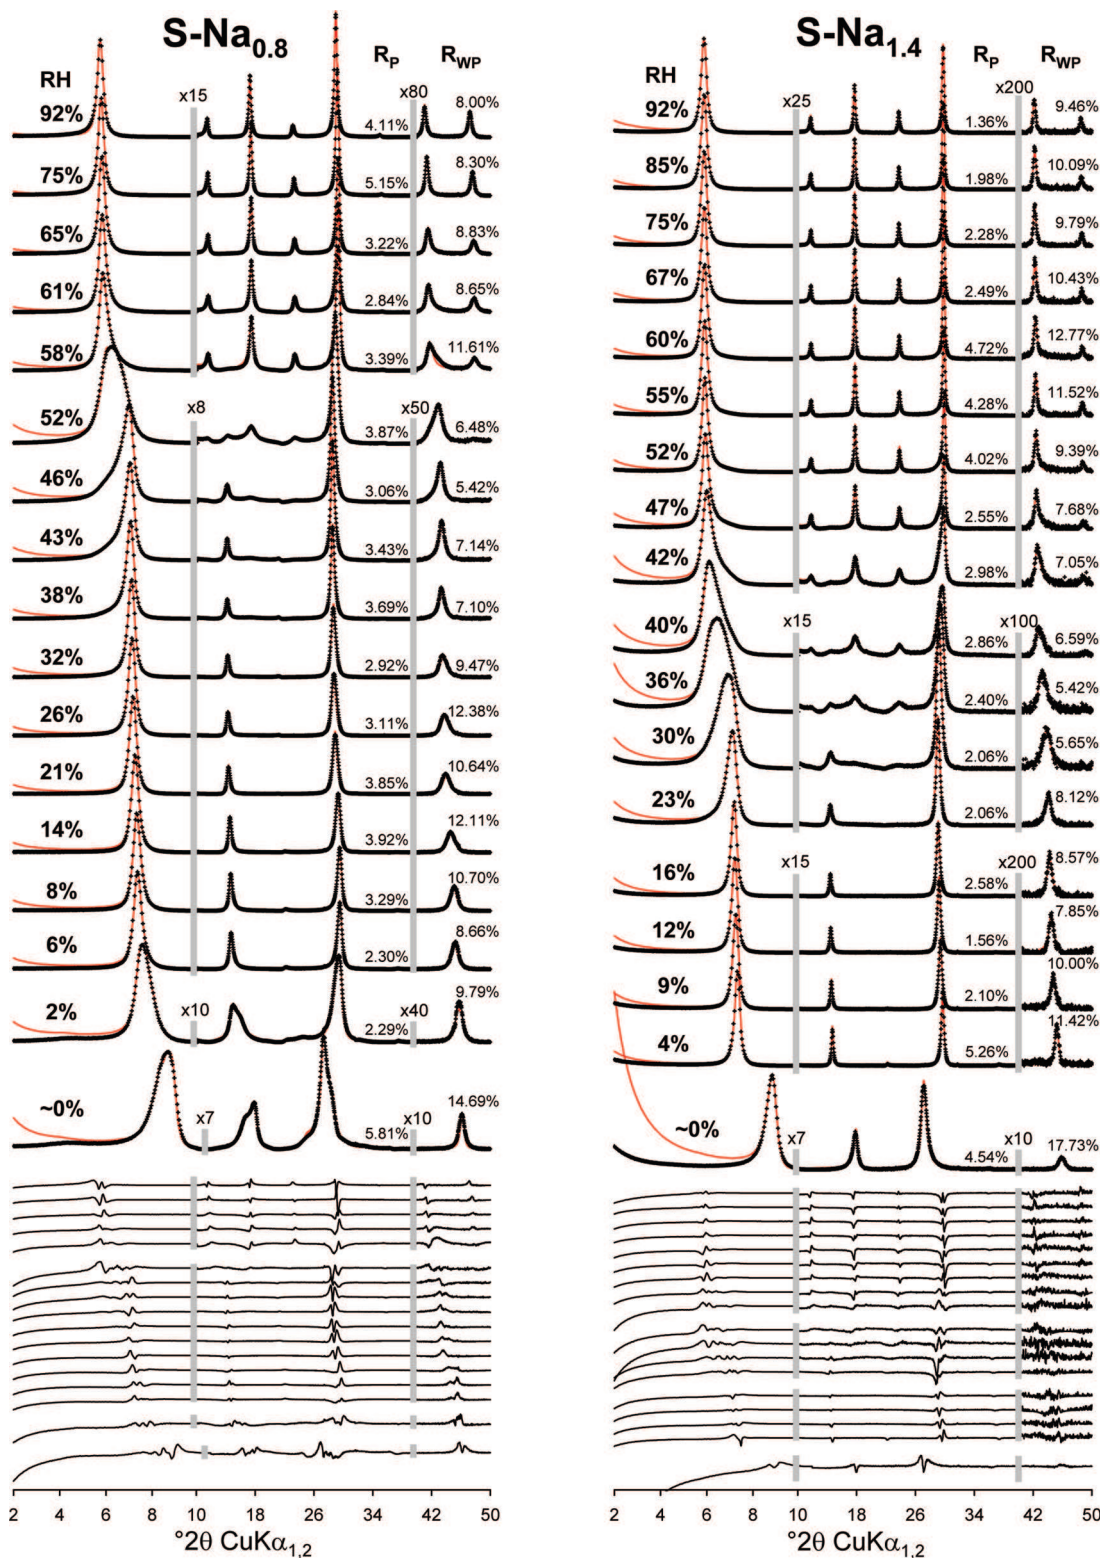 S-Na0.8
RH RP RWP
x15 x80
92% 4.11% 8.00%
75% 5.15% 8.30%
65% 3.22% 8.83%
61% 2.84% 8.65%
58% 3.39% 11.61%
x8 x50
52% 3.87% 6.48%
46% 3.06% 5.42%
43% 3.43% 7.14%
38% 3.69% 7.10%
32% 2.92% 9.47%
26% 3.11% 12.38%
21% 3.85% 10.64%
14% 3.92% 12.11%
8% 3.29% 10.70%
6% 2.30% 8.66%
2% x10 2.29% x40 9.79%
~0% x7 5.81% x10 14.69%
2 4 6 8 10 18 26 34 42 50
°2θ CuKα1,2
S-Na1.4
RH RP RWP
x25 x200
92% 1.36% 9.46%
85% 1.98% 10.09%
75% 2.28% 9.79%
67% 2.49% 10.43%
60% 4.72% 12.77%
55% 4.28% 11.52%
52% 4.02% 9.39%
47% 2.55% 7.68%
42% 2.98% 7.05%
x15 x100
40% 2.86% 6.59%
36% 2.40% 5.42%
30% 2.06% 5.65%
23% 2.06% 8.12%
x15 x200
16% 2.58% 8.57%
12% 1.56% 7.85%
9% 2.10% 10.00%
4% 5.26% 11.42%
~0% x7 4.54% x10 17.73%
2 4 6 8 10 18 26 34 42 50
°2θ CuKα1,2